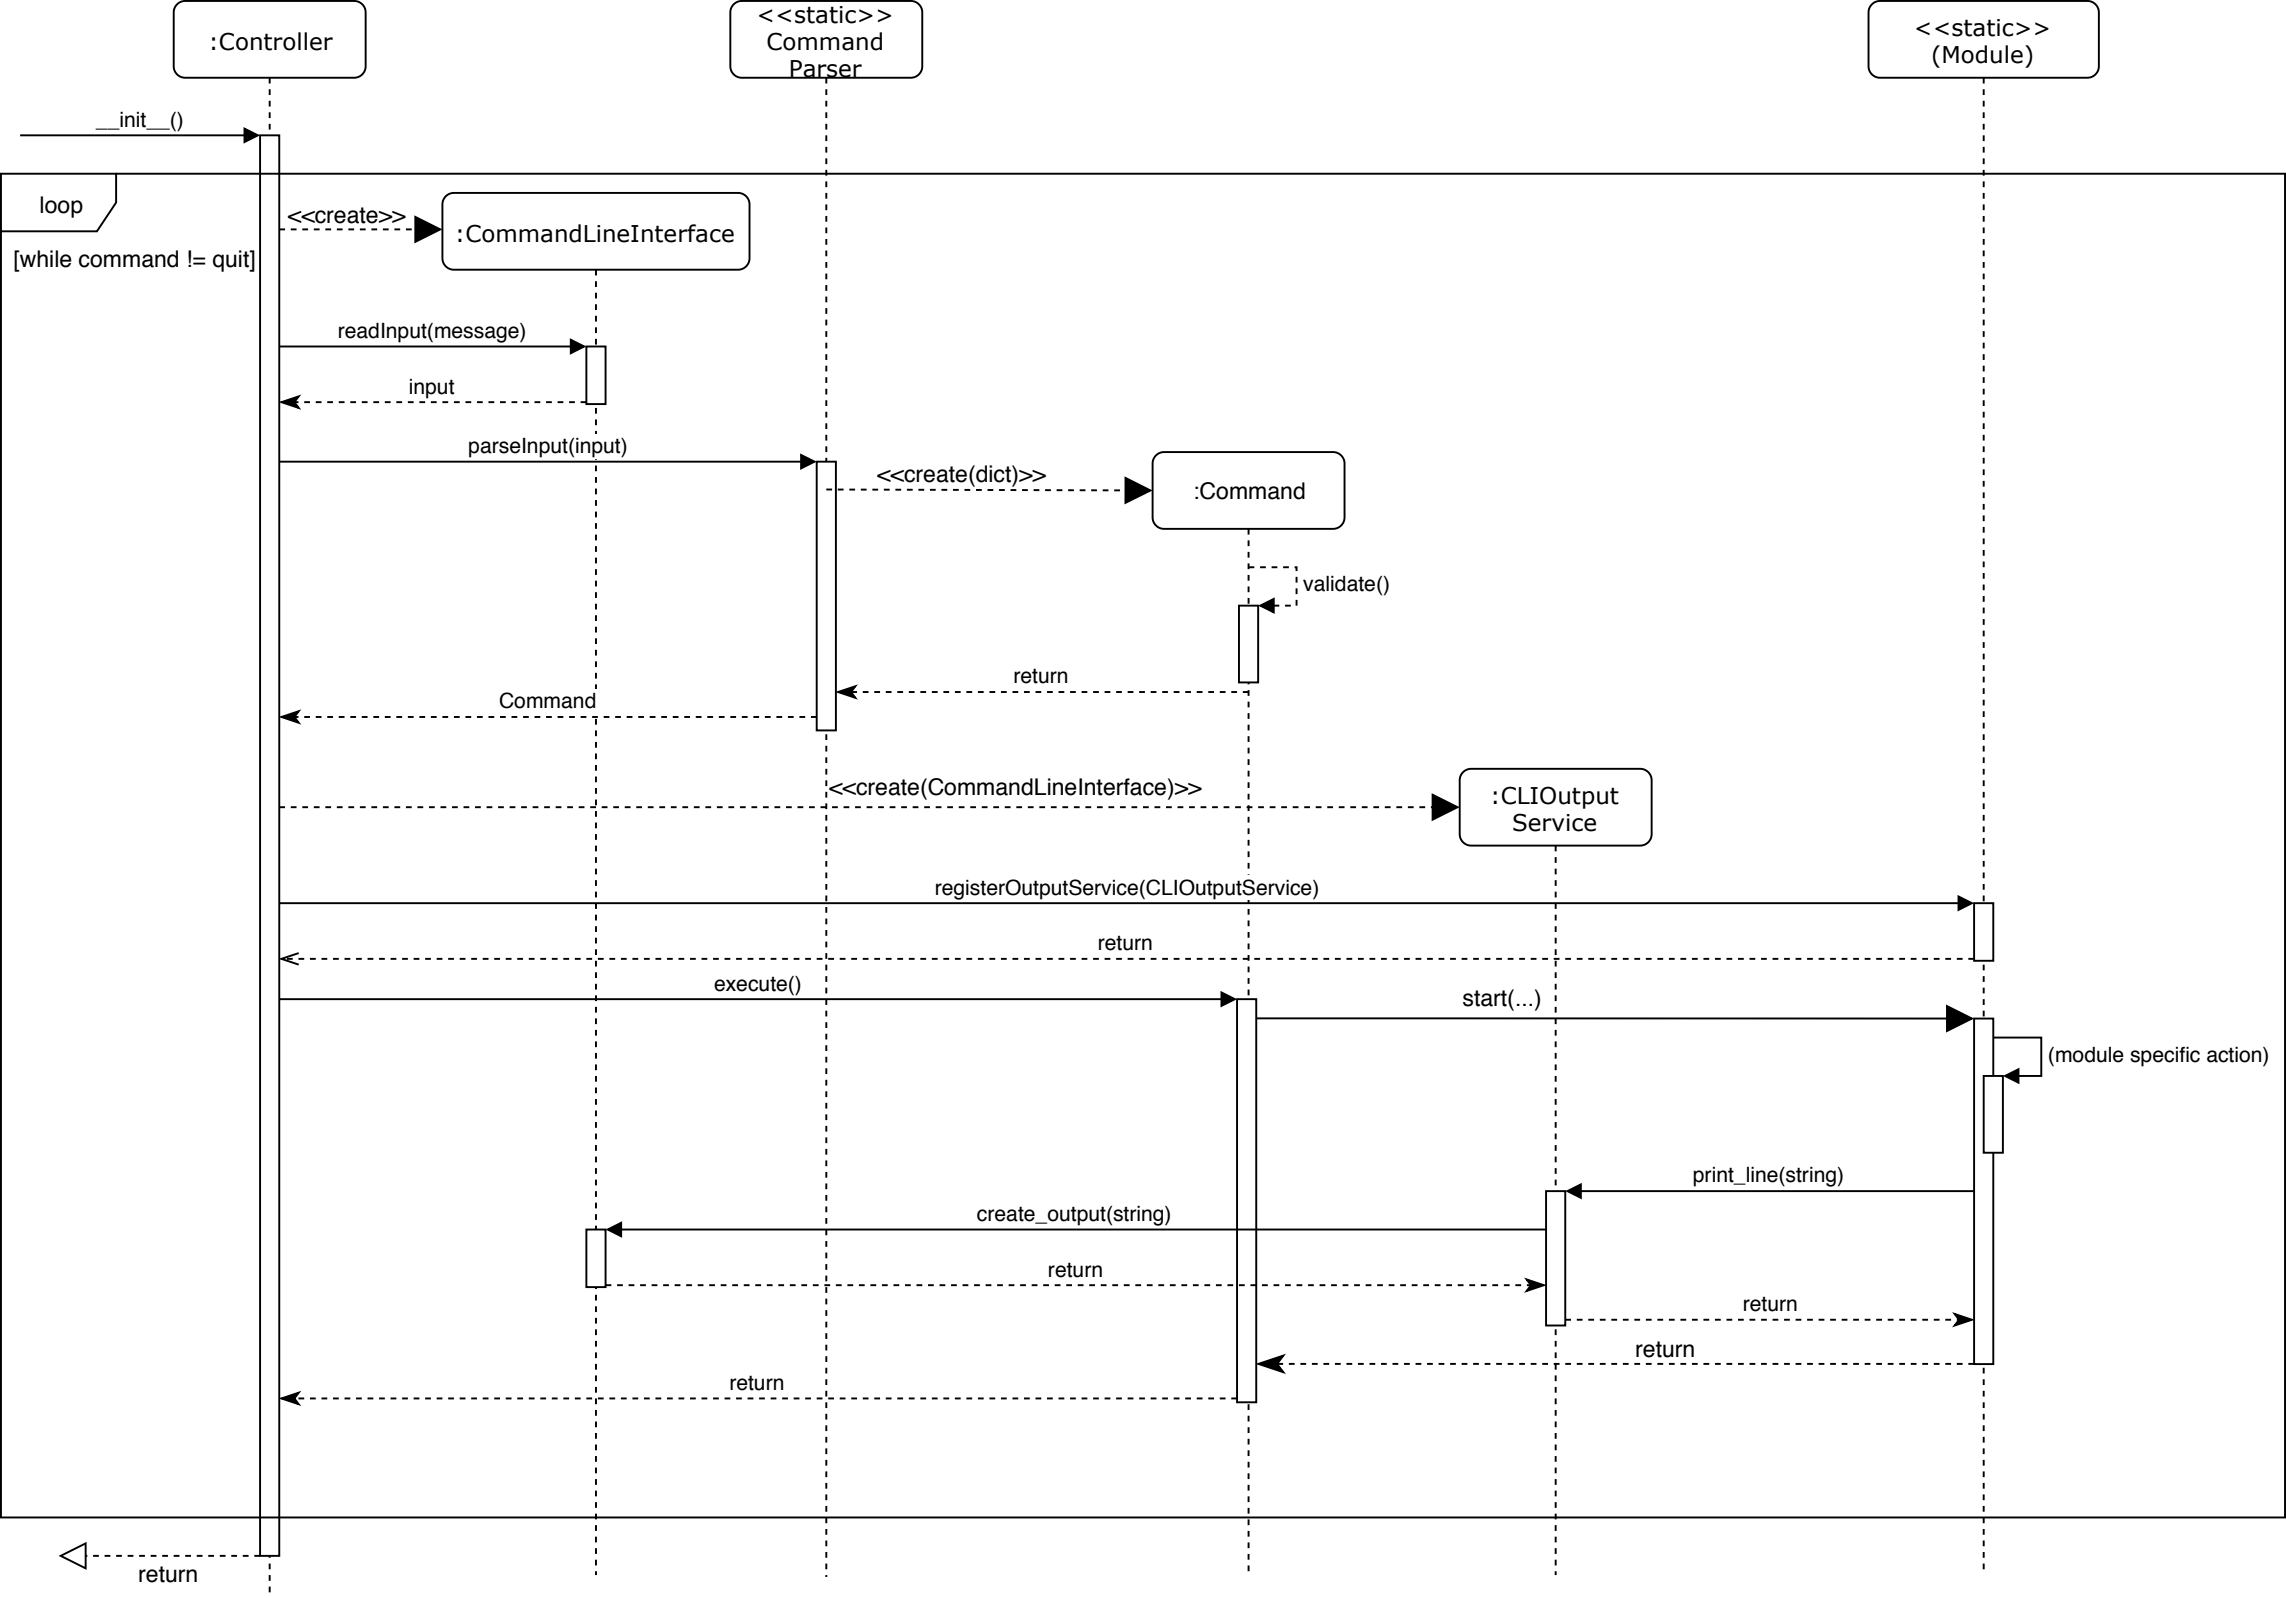 :Controller
<<static>>
Command
Parser
<<static>>
(Module)
__init__()
loop
<<create>>
:CommandLineInterface
[while command != quit]
readInput(message)
input
parseInput(input)
<<create(dict)>>
:Command
validate()
return
Command
<<create(CommandLineInterface)>>
:CLIOutput
Service
registerOutputService(CLIOutputService)
return
execute()
start(...)
(module specific action)
print_line(string)
create_output(string)
return
return
return
return
return